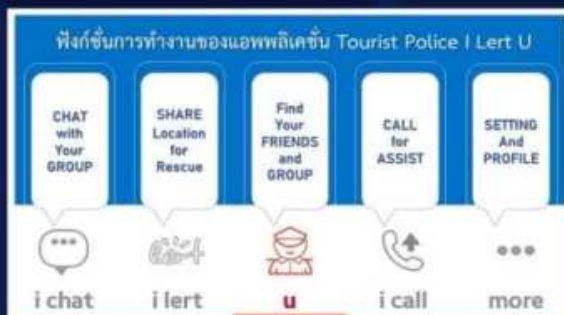 ฟังก์ชั่นการทำงานของแอพพลิเคชั่น Tourist Police I Lert U
CHAT
with
Your
GROUP
SHARE
Location
for
Rescue
Find
Your
FRIENDS
and
GROUP
CALL
for
ASSIST
SETTING
And
PROFILE
i chat
i lert
u
i call
more